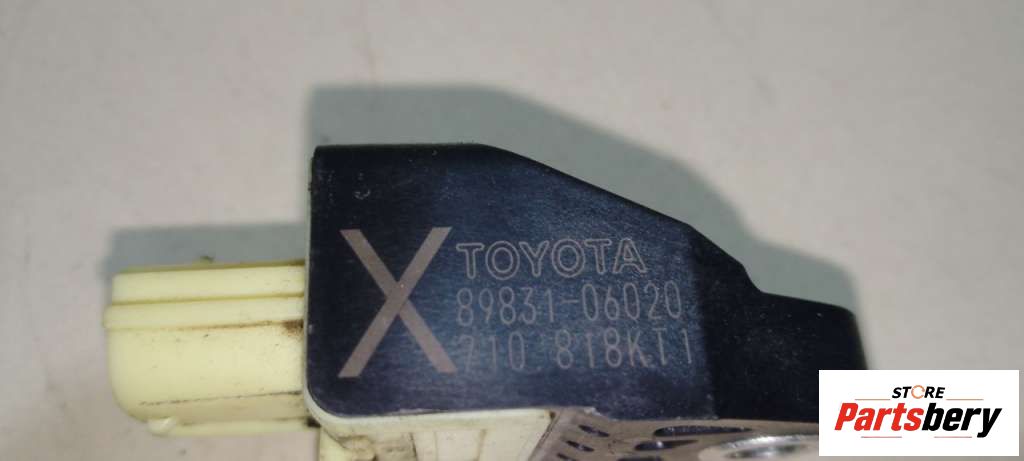 X
TOYOTA
89831-06020
710 818KT1
STORE
Partsbery